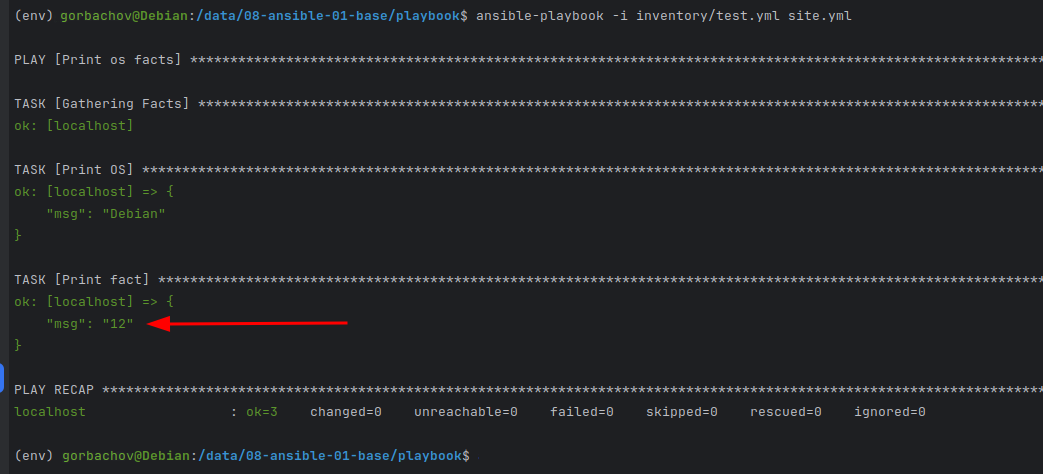 (env) gorbachov@Debian:/data/08-ansible-01-base/playbook$ ansible-playbook -i inventory/test.yml site.yml
PLAY [Print os facts] **********************************************************************************************************
TASK [Gathering Facts] *********************************************************************************************************
ok: [localhost]
TASK [Print OS] ****************************************************************************************************************
ok: [localhost] => {
    "msg": "Debian"
}
TASK [Print fact] **************************************************************************************************************
ok: [localhost] => {
    "msg": "12"
}
PLAY RECAP *********************************************************************************************************************
localhost                  : ok=3    changed=0    unreachable=0    failed=0    skipped=0    rescued=0    ignored=0
(env) gorbachov@Debian:/data/08-ansible-01-base/playbook$